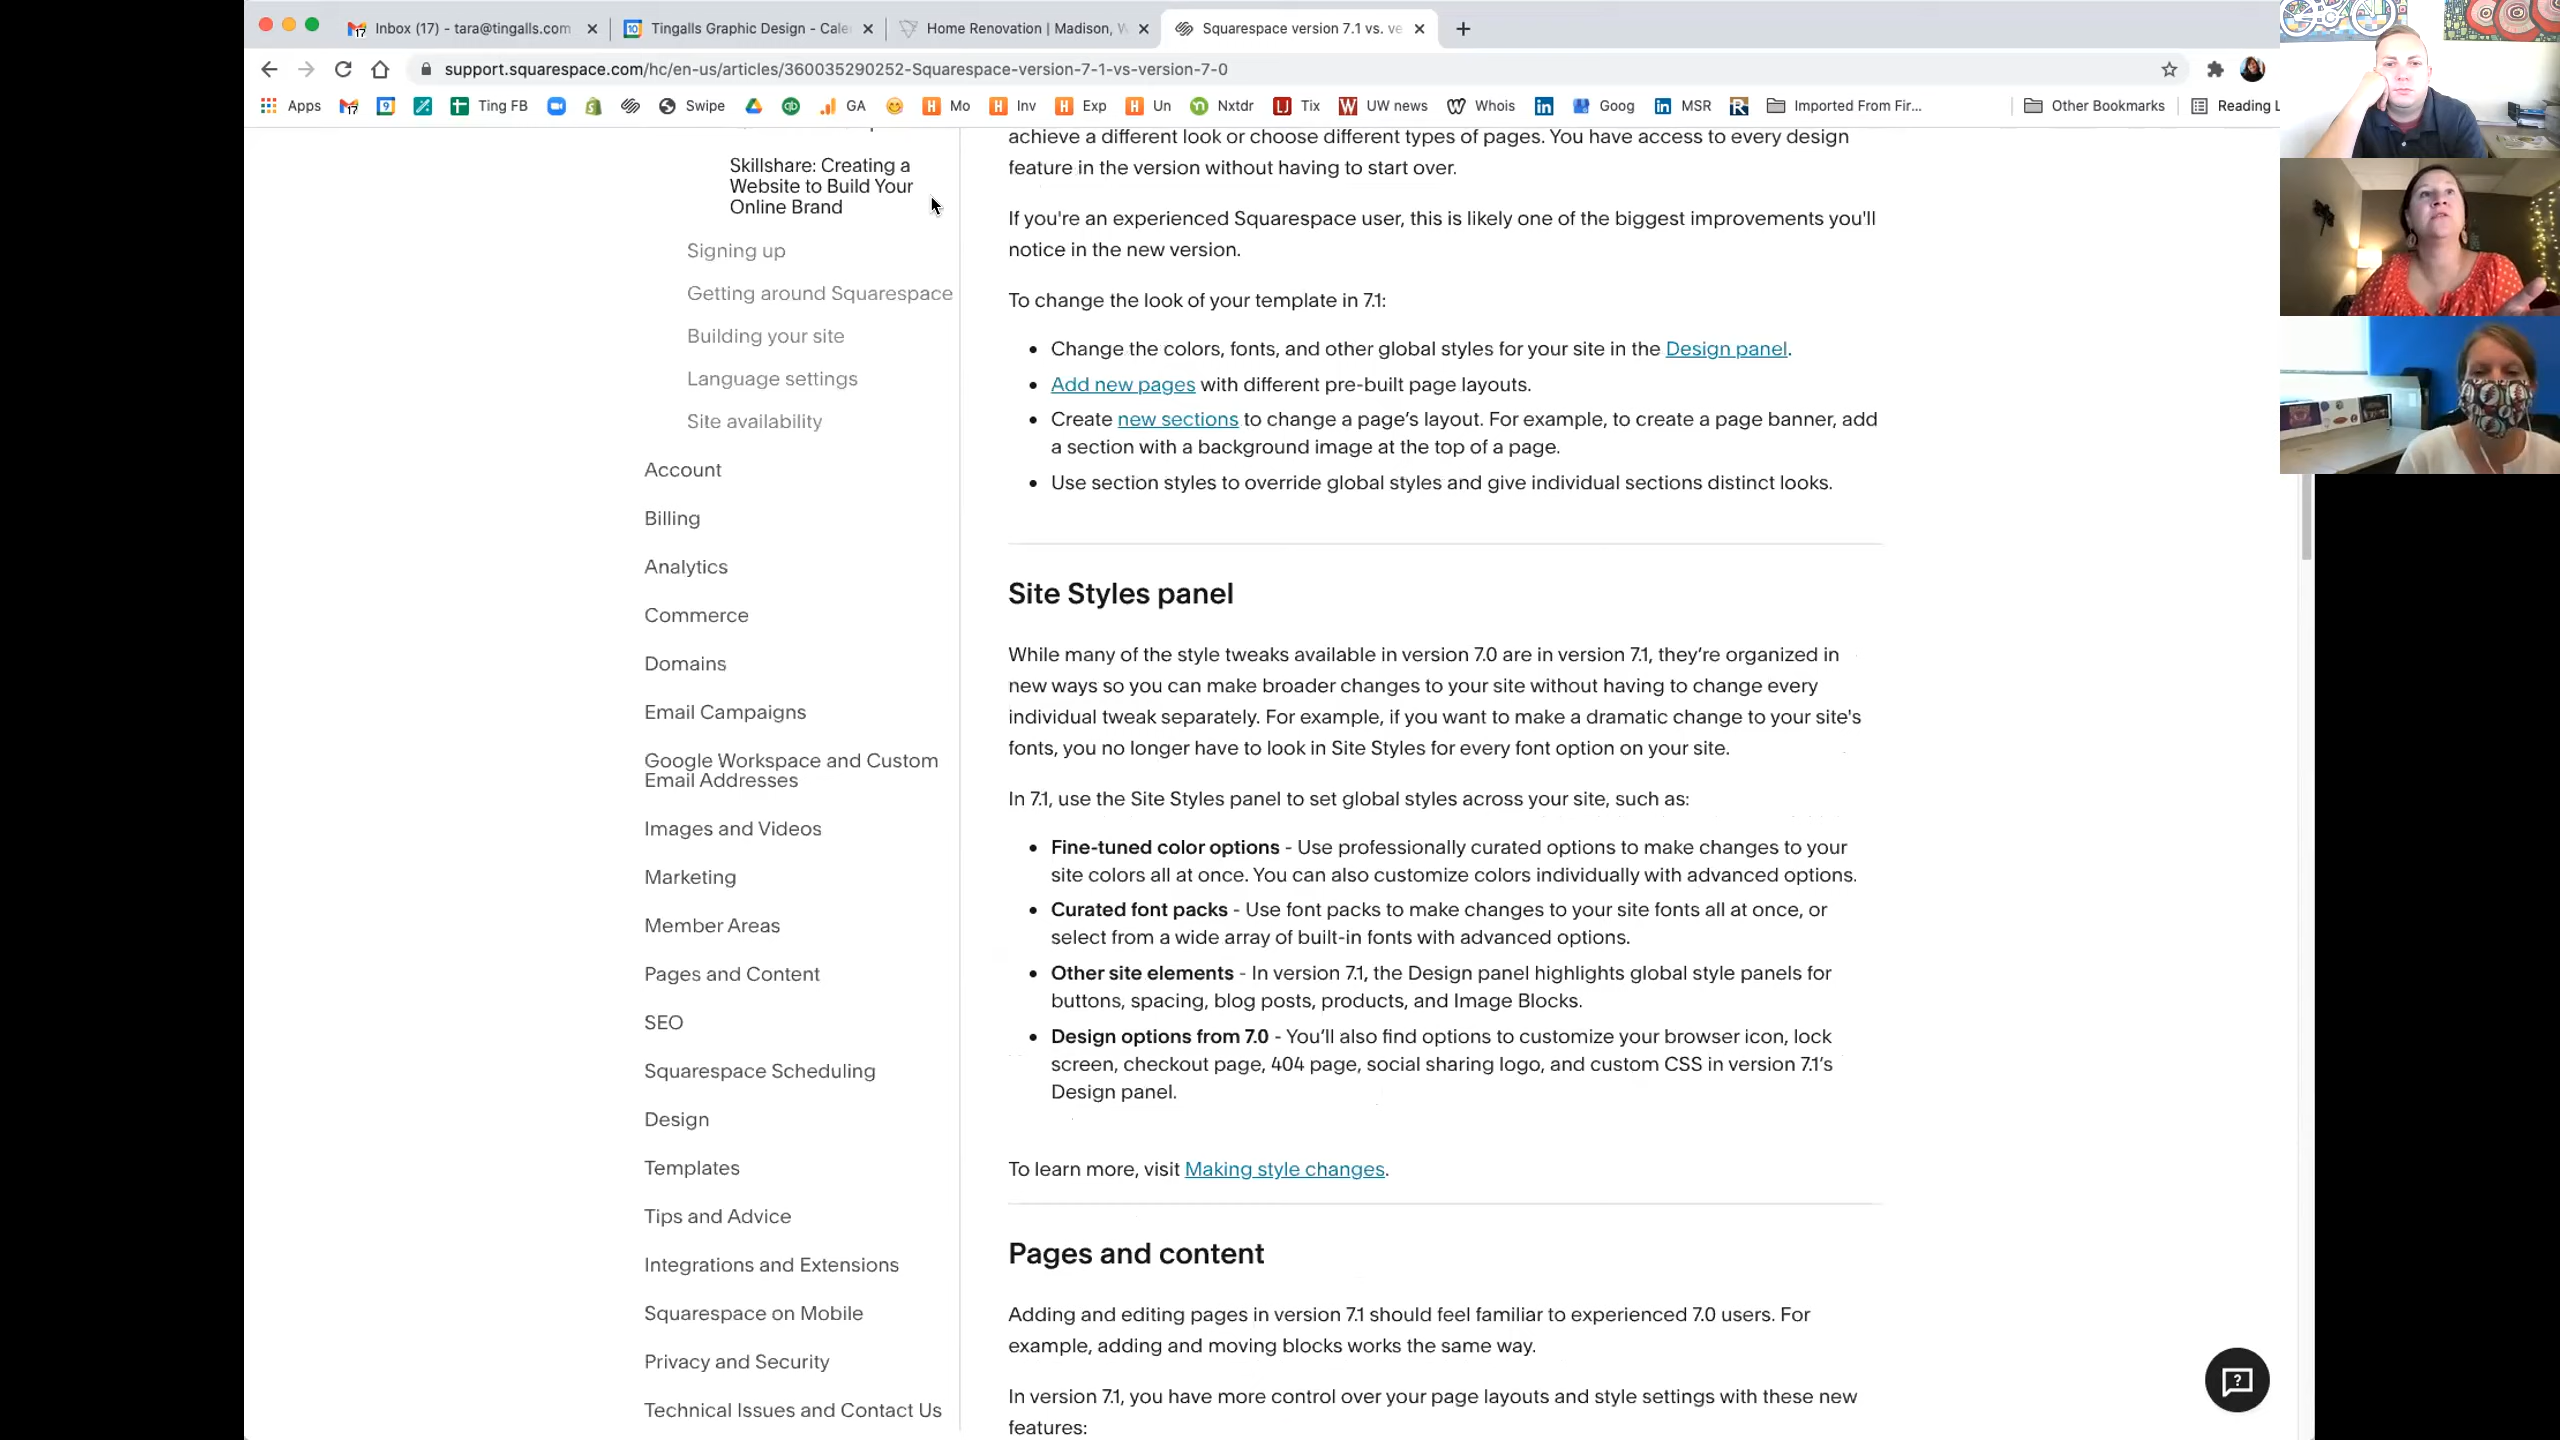 Inbox (17) - tara@tingalls.com
Tingalls Graphic Design - Cale
Home Renovation | Madison, W
Squarespace version 7.1 vs. ve
support.squarespace.com/hc/en-us/articles/360035290252-Squarespace-version-7-1-vs-version-7-0
Apps
Ting FB
Swipe
GA
Mo
Inv
Exp
Un
Nxtdr
Tix
UW news
Whois
Goog
MSR
Imported From Fir...
Other Bookmarks
Reading L
Skillshare: Creating a
Website to Build Your
Online Brand
Signing up
Getting around Squarespace
Building your site
Language settings
Site availability
Account
Billing
Analytics
Commerce
Domains
Email Campaigns
Google Workspace and Custom
Email Addresses
Images and Videos
Marketing
Member Areas
Pages and Content
SEO
Squarespace Scheduling
Design
Templates
Tips and Advice
Integrations and Extensions
Squarespace on Mobile
Privacy and Security
Technical Issues and Contact Us
achieve a different look or choose different types of pages. You have access to every design
feature in the version without having to start over.
If you're an experienced Squarespace user, this is likely one of the biggest improvements you'll
notice in the new version.
To change the look of your template in 7.1:
• Change the colors, fonts, and other global styles for your site in the Design panel.
• Add new pages with different pre-built page layouts.
• Create new sections to change a page's layout. For example, to create a page banner, add
a section with a background image at the top of a page.
• Use section styles to override global styles and give individual sections distinct looks.
Site Styles panel
While many of the style tweaks available in version 7.0 are in version 7.1, they're organized in
new ways so you can make broader changes to your site without having to change every
individual tweak separately. For example, if you want to make a dramatic change to your site's
fonts, you no longer have to look in Site Styles for every font option on your site.
In 7.1, use the Site Styles panel to set global styles across your site, such as:
• Fine-tuned color options - Use professionally curated options to make changes to your
site colors all at once. You can also customize colors individually with advanced options.
• Curated font packs - Use font packs to make changes to your site fonts all at once, or
select from a wide array of built-in fonts with advanced options.
• Other site elements - In version 7.1, the Design panel highlights global style panels for
buttons, spacing, blog posts, products, and Image Blocks.
• Design options from 7.0 - You'll also find options to customize your browser icon, lock
screen, checkout page, 404 page, social sharing logo, and custom CSS in version 7.1's
Design panel.
To learn more, visit Making style changes.
Pages and content
Adding and editing pages in version 7.1 should feel familiar to experienced 7.0 users. For
example, adding and moving blocks works the same way.
In version 7.1, you have more control over your page layouts and style settings with these new
features: